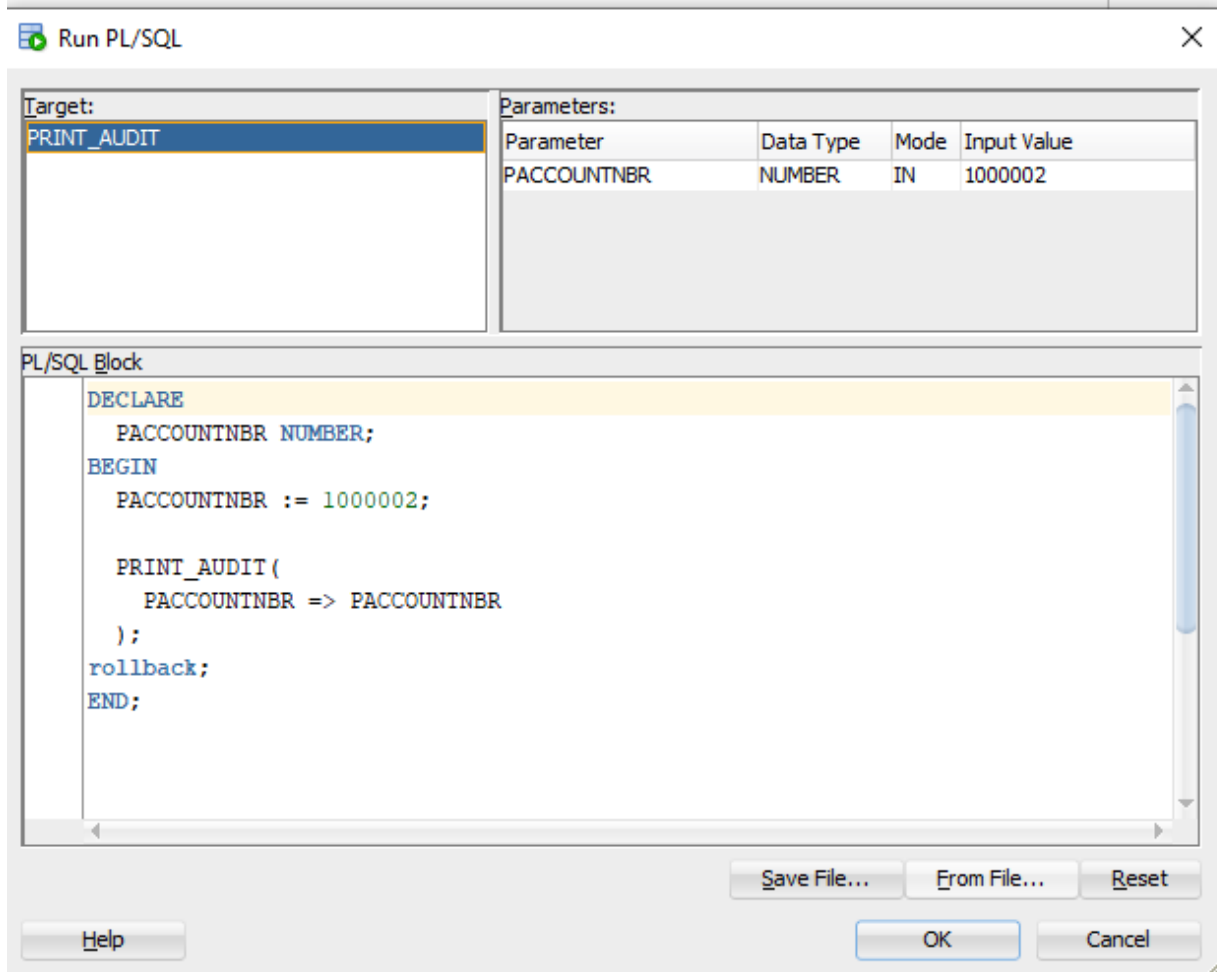 Run PL/SQL
Target:
PRINT_AUDIT
Parameters:
Parameter Data Type Mode Input Value
PACCOUNTNBR NUMBER IN 1000002
PL/SQL Block
DECLARE
  PACCOUNTNBR NUMBER;
BEGIN
  PACCOUNTNBR := 1000002;

  PRINT_AUDIT(
    PACCOUNTNBR => PACCOUNTNBR
  );
rollback;
END;
Save File... From File... Reset
Help OK Cancel